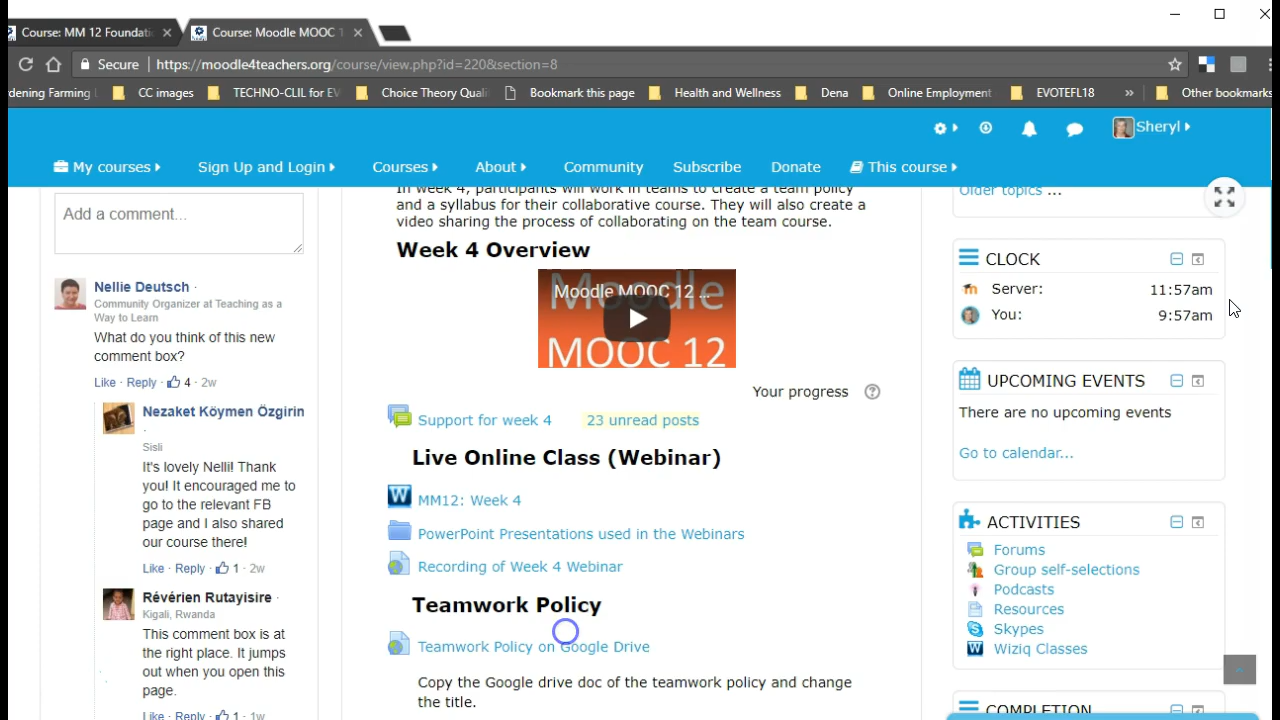 Course: MM 12 Foundati
Course: Moodle MOOC 1
Secure
https://moodle4teachers.org/course/view.php?id=220&section=8
rdening Farming
CC images
TECHNO-CLIL for EV
Choice Theory Quali
Bookmark this page
Health and Wellness
Dena
Online Employment
EVOTEFL18
»
Other bookmarks
Sheryl
My courses
Sign Up and Login
Courses
About
Community
Subscribe
Donate
This course
Add a comment...
Nellie Deutsch ·
Community Organizer at Teaching as a
Way to Learn
What do you think of this new
comment box?
Like · Reply · 4 · 2w
Nezaket Köymen Özgirin
·
Sisli
It's lovely Nelli! Thank
you! It encouraged me to
go to the relevant FB
page and I also shared
our course there!
Like · Reply · 1 · 2w
Révérien Rutayisire ·
Kigali, Rwanda
This comment box is at
the right place. It jumps
out when you open this
page.
Like · Reply · 1 · 1w
In week 4, participants will work in teams to create a team policy
and a syllabus for their collaborative course. They will also create a
video sharing the process of collaborating on the team course.
Week 4 Overview
Moodle MOOC 12 ...
Moodle
MOOC 12
Your progress
Support for week 4 23 unread posts
Live Online Class (Webinar)
MM12: Week 4
PowerPoint Presentations used in the Webinars
Recording of Week 4 Webinar
Teamwork Policy
Teamwork Policy on Google Drive
Copy the Google drive doc of the teamwork policy and change
the title.
Older topics ...
CLOCK
Server: 11:57am
You: 9:57am
UPCOMING EVENTS
There are no upcoming events
Go to calendar...
ACTIVITIES
Forums
Group self-selections
Podcasts
Resources
Skypes
Wiziq Classes
COMPLETION